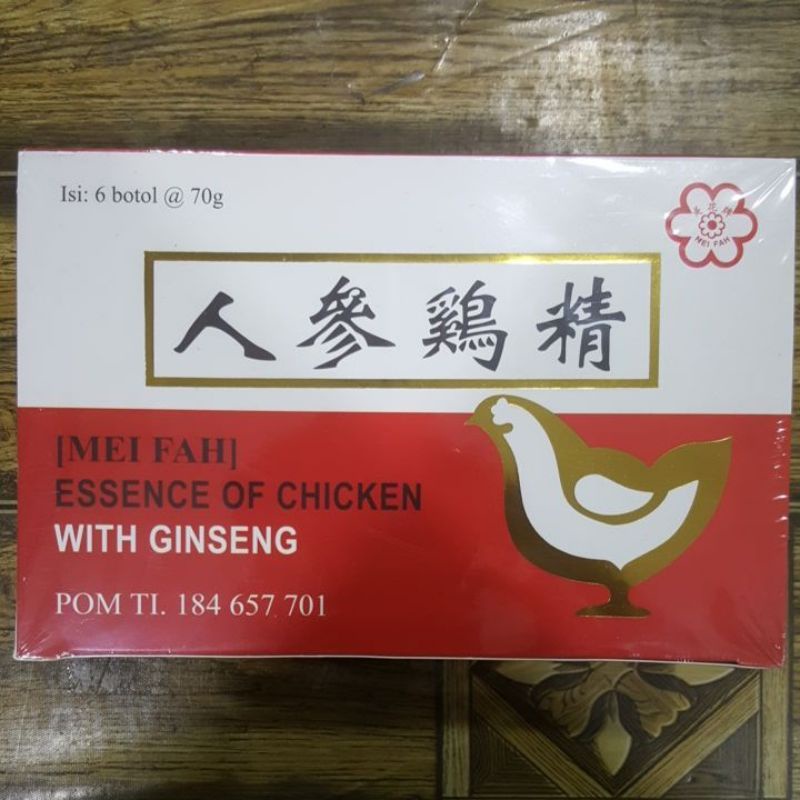 Isi: 6 botol @ 70g
MEI FAH
人參鷄精
[MEI FAH]
ESSENCE OF CHICKEN
WITH GINSENG
POM TI. 184 657 701